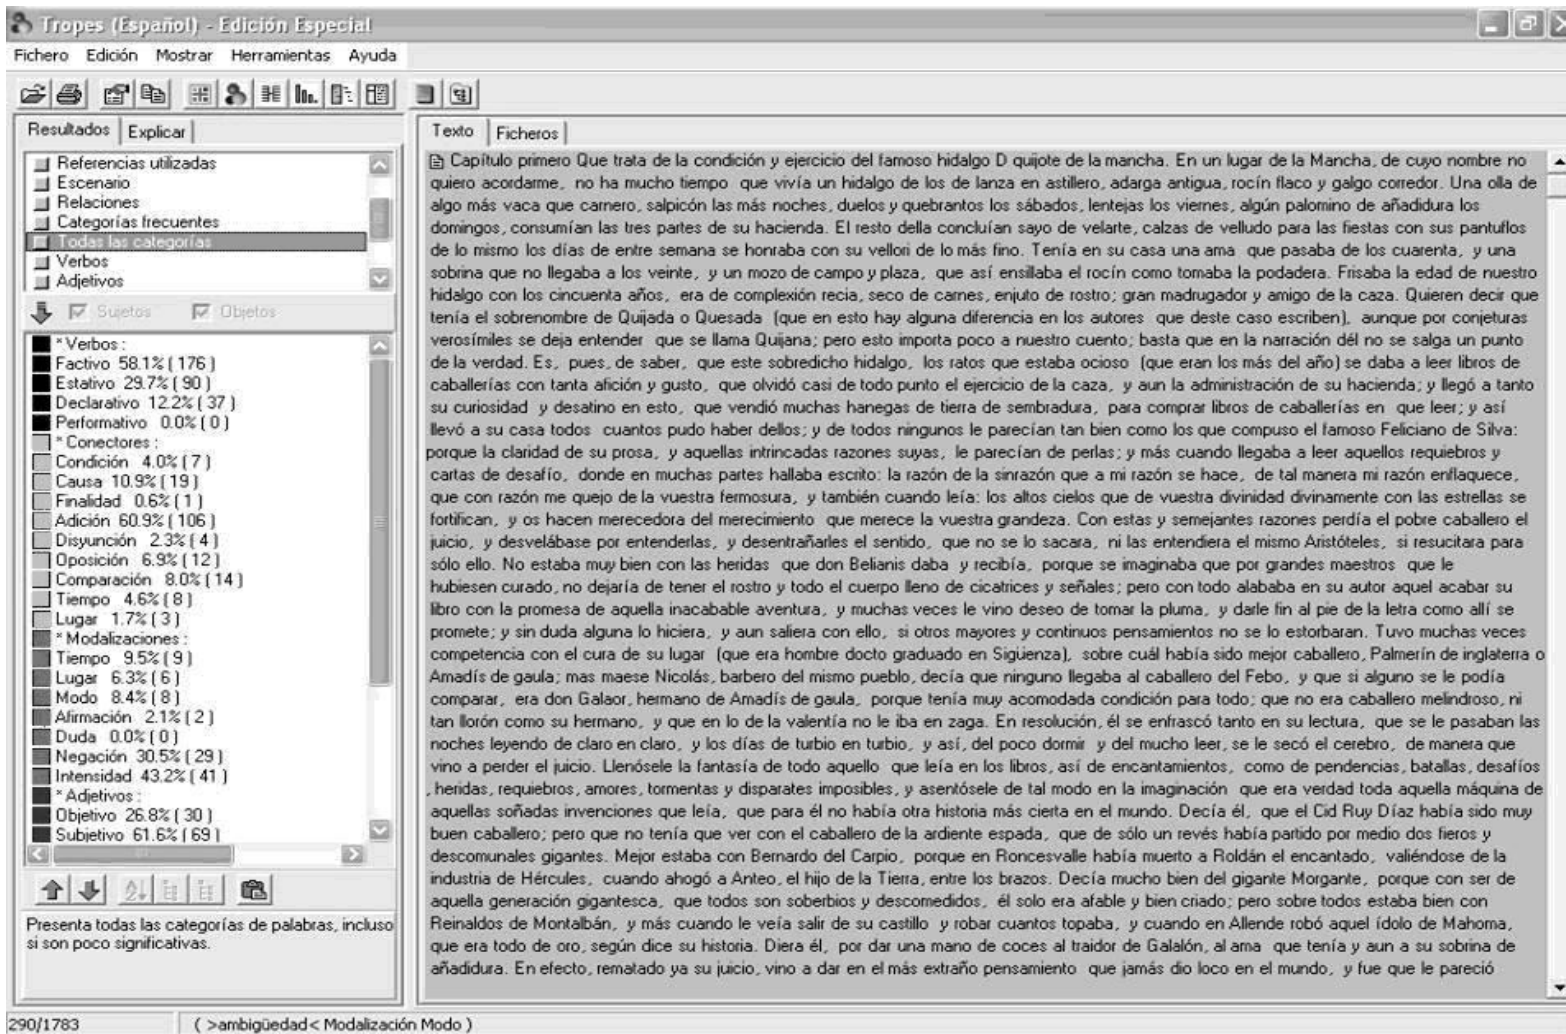 Tropes (Español) - Edición Especial
Fichero Edición Mostrar Herramientas Ayuda
Resultados Explicar
Referencias utilizadas
Escenario
Relaciones
Categorías frecuentes
Todas las categorías
Verbos
Adjetivos
Sujetos Objetos
* Verbos :
Factivo 58.1% ( 176 )
Estativo 29.7% ( 90 )
Declarativo 12.2% ( 37 )
Performativo 0.0% ( 0 )
* Conectores :
Condición 4.0% ( 7 )
Causa 10.9% ( 19 )
Finalidad 0.6% ( 1 )
Adición 60.9% ( 106 )
Disyunción 2.3% ( 4 )
Oposición 6.9% ( 12 )
Comparación 8.0% ( 14 )
Tiempo 4.6% ( 8 )
Lugar 1.7% ( 3 )
* Modalizaciones :
Tiempo 9.5% ( 9 )
Lugar 6.3% ( 6 )
Modo 8.4% ( 8 )
Afirmación 2.1% ( 2 )
Duda 0.0% ( 0 )
Negación 30.5% ( 29 )
Intensidad 43.2% ( 41 )
* Adjetivos :
Objetivo 26.8% ( 30 )
Subjetivo 61.6% ( 69 )
Presenta todas las categorías de palabras, incluso
si son poco significativas.
Texto Ficheros
Capítulo primero Que trata de la condición y ejercicio del famoso hidalgo D quijote de la mancha. En un lugar de la Mancha, de cuyo nombre no
quiero acordarme, no ha mucho tiempo que vivía un hidalgo de los de lanza en astillero, adarga antigua, rocín flaco y galgo corredor. Una olla de
algo más vaca que carnero, salpicón las más noches, duelos y quebrantos los sábados, lentejas los viernes, algún palomino de añadidura los
domingos, consumían las tres partes de su hacienda. El resto della concluían sayo de velarte, calzas de velludo para las fiestas con sus pantuflos
de lo mismo los días de entre semana se honraba con su vellori de lo más fino. Tenía en su casa una ama que pasaba de los cuarenta, y una
sobrina que no llegaba a los veinte, y un mozo de campo y plaza, que así ensillaba el rocín como tomaba la podadera. Frisaba la edad de nuestro
hidalgo con los cincuenta años, era de complexión recia, seco de carnes, enjuto de rostro; gran madrugador y amigo de la caza. Quieren decir que
tenía el sobrenombre de Quijada o Quesada (que en esto hay alguna diferencia en los autores que deste caso escriben), aunque por conjeturas
verosímiles se deja entender que se llama Quijana; pero esto importa poco a nuestro cuento; basta que en la narración dél no se salga un punto
de la verdad. Es, pues, de saber, que este sobredicho hidalgo, los ratos que estaba ocioso (que eran los más del año) se daba a leer libros de
caballerías con tanta afición y gusto, que olvidó casi de todo punto el ejercicio de la caza, y aun la administración de su hacienda; y llegó a tanto
su curiosidad y desatino en esto, que vendió muchas hanegas de tierra de sembradura, para comprar libros de caballerías en que leer; y así
llevó a su casa todos cuantos pudo haber dellos; y de todos ningunos le parecían tan bien como los que compuso el famoso Feliciano de Silva:
porque la claridad de su prosa, y aquellas intrincadas razones suyas, le parecían de perlas; y más cuando llegaba a leer aquellos requiebros y
cartas de desafío, donde en muchas partes hallaba escrito: la razón de la sinrazón que a mi razón se hace, de tal manera mi razón enflaquece,
que con razón me quejo de la vuestra fermosura, y también cuando leía: los altos cielos que de vuestra divinidad divinamente con las estrellas se
fortifican, y os hacen merecedora del merecimiento que merece la vuestra grandeza. Con estas y semejantes razones perdía el pobre caballero el
juicio, y desvelábase por entenderlas, y desentrañarles el sentido, que no se lo sacara, ni las entendiera el mismo Aristóteles, si resucitara para
sólo ello. No estaba muy bien con las heridas que don Belianis daba y recibía, porque se imaginaba que por grandes maestros que le
hubiesen curado, no dejaría de tener el rostro y todo el cuerpo lleno de cicatrices y señales; pero con todo alababa en su autor aquel acabar su
libro con la promesa de aquella inacabable aventura, y muchas veces le vino deseo de tomar la pluma, y darle fin al pie de la letra como allí se
promete; y sin duda alguna lo hiciera, y aun saliera con ello, si otros mayores y continuos pensamientos no se lo estorbaran. Tuvo muchas veces
competencia con el cura de su lugar (que era hombre docto graduado en Sigüenza), sobre cuál había sido mejor caballero, Palmerín de inglaterra o
Amadís de gaula; mas maese Nicolás, barbero del mismo pueblo, decía que ninguno llegaba al caballero del Febo, y que si alguno se le podía
comparar, era don Galaor, hermano de Amadís de gaula, porque tenía muy acomodada condición para todo; que no era caballero melindroso, ni
tan llorón como su hermano, y que en lo de la valentía no le iba en zaga. En resolución, él se enfrascó tanto en su lectura, que se le pasaban las
noches leyendo de claro en claro, y los días de turbio en turbio, y así, del poco dormir y del mucho leer, se le secó el cerebro, de manera que
vino a perder el juicio. Llenósele la fantasía de todo aquello que leía en los libros, así de encantamientos, como de pendencias, batallas, desafíos
, heridas, requiebros, amores, tormentas y disparates imposibles, y asentósele de tal modo en la imaginación que era verdad toda aquella máquina de
aquellas soñadas invenciones que leía, que para él no había otra historia más cierta en el mundo. Decía él, que el Cid Ruy Díaz había sido muy
buen caballero; pero que no tenía que ver con el caballero de la ardiente espada, que de sólo un revés había partido por medio dos fieros y
descomunales gigantes. Mejor estaba con Bernardo del Carpio, porque en Roncesvalle había muerto a Roldán el encantado, valiéndose de la
industria de Hércules, cuando ahogó a Anteo, el hijo de la Tierra, entre los brazos. Decía mucho bien del gigante Morgante, porque con ser de
aquella generación gigantesca, que todos son soberbios y descomedidos, él solo era afable y bien criado; pero sobre todos estaba bien con
Reinaldos de Montalbán, y más cuando le veía salir de su castillo y robar cuantos topaba, y cuando en Allende robó aquel ídolo de Mahoma,
que era todo de oro, según dice su historia. Diera él, por dar una mano de coces al traidor de Galalón, al ama que tenía y aun a su sobrina de
añadidura. En efecto, rematado ya su juicio, vino a dar en el más extraño pensamiento que jamás dio loco en el mundo, y fue que le pareció
290/1783 ( >ambigüedad< Modalización Modo )